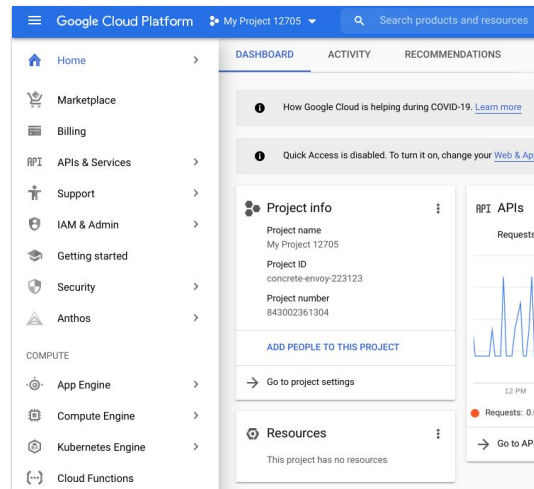 Google Cloud Platform
My Project 12705
Search products and resources
Home
Marketplace
Billing
API APIs & Services
Support
IAM & Admin
Getting started
Security
Anthos
COMPUTE
App Engine
Compute Engine
Kubernetes Engine
Cloud Functions
DASHBOARD
ACTIVITY
RECOMMENDATIONS
How Google Cloud is helping during COVID-19. Learn more
Quick Access is disabled. To turn it on, change your Web & Ap
Project info
Project name
My Project 12705
Project ID
concrete-envoy-223123
Project number
843002361304
ADD PEOPLE TO THIS PROJECT
Go to project settings
Resources
This project has no resources
API APIs
Requests
12 PM
Requests: 0.
Go to AP